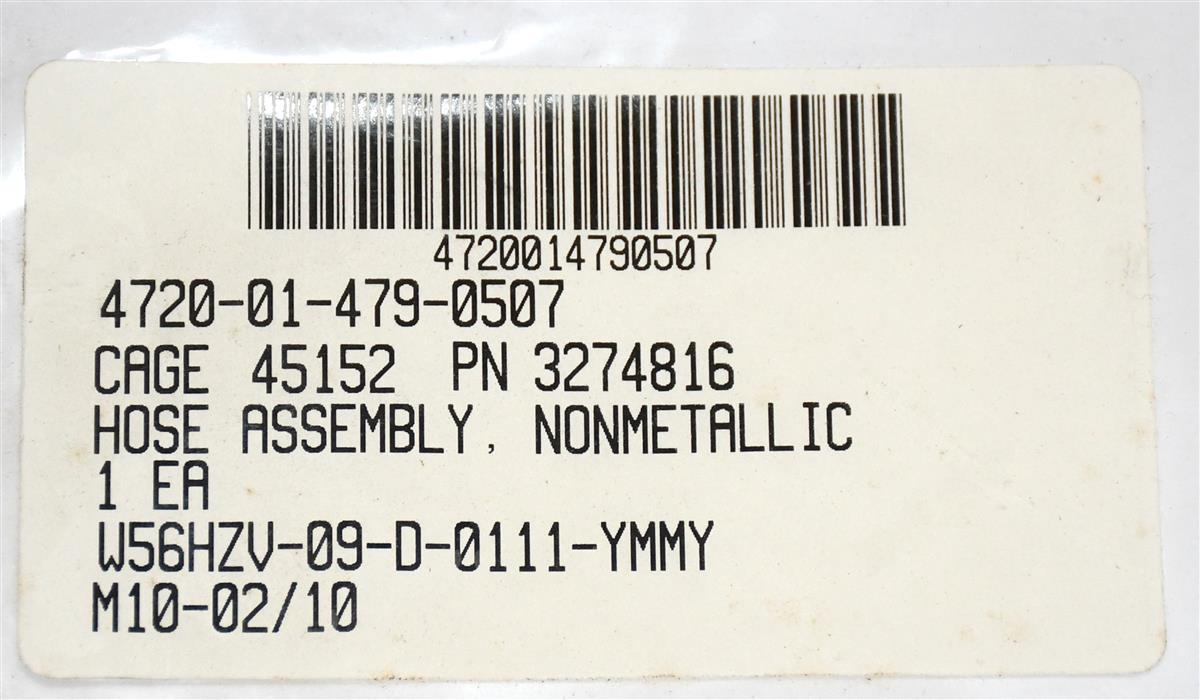 4720014790507
4720-01-479-0507
CAGE 45152 PN 3274816
HOSE ASSEMBLY, NONMETALLIC
1 EA
W56HZV-09-D-0111-YMMY
M10-02/10